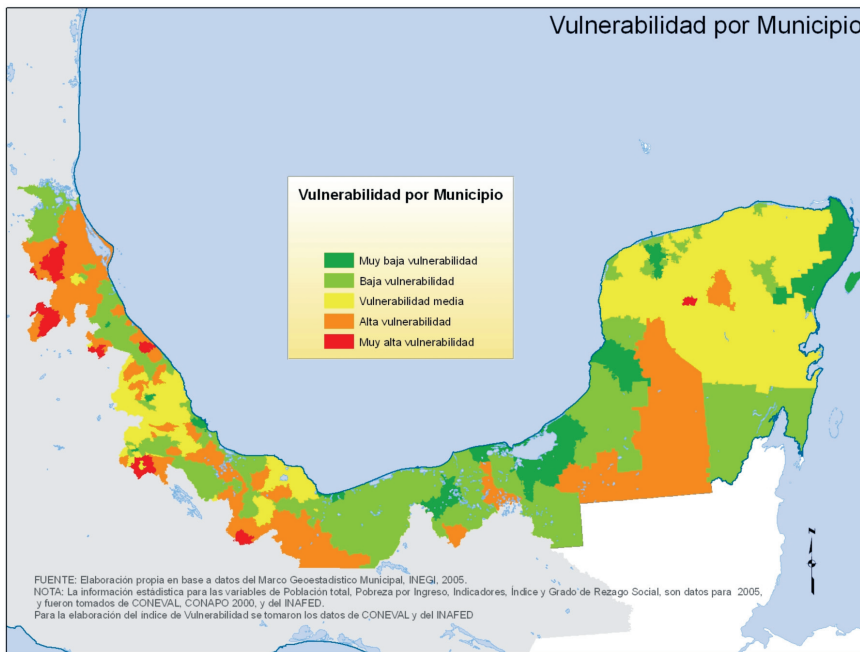 Vulnerabilidad por Municipio
Vulnerabilidad por Municipio
Muy baja vulnerabilidad
Baja vulnerabilidad
Vulnerabilidad media
Alta vulnerabilidad
Muy alta vulnerabilidad
N
FUENTE: Elaboración propia en base a datos del Marco Geoestadístico Municipal, INEGI, 2005.
NOTA: La información estádistica para las variables de Población total, Pobreza por Ingreso, Indicadores, Índice y Grado de Rezago Social, son datos para 2005,
y fueron tomados de CONEVAL, CONAPO 2000, y del INAFED.
Para la elaboración del indice de Vulnerabilidad se tomaron los datos de CONEVAL y del INAFED